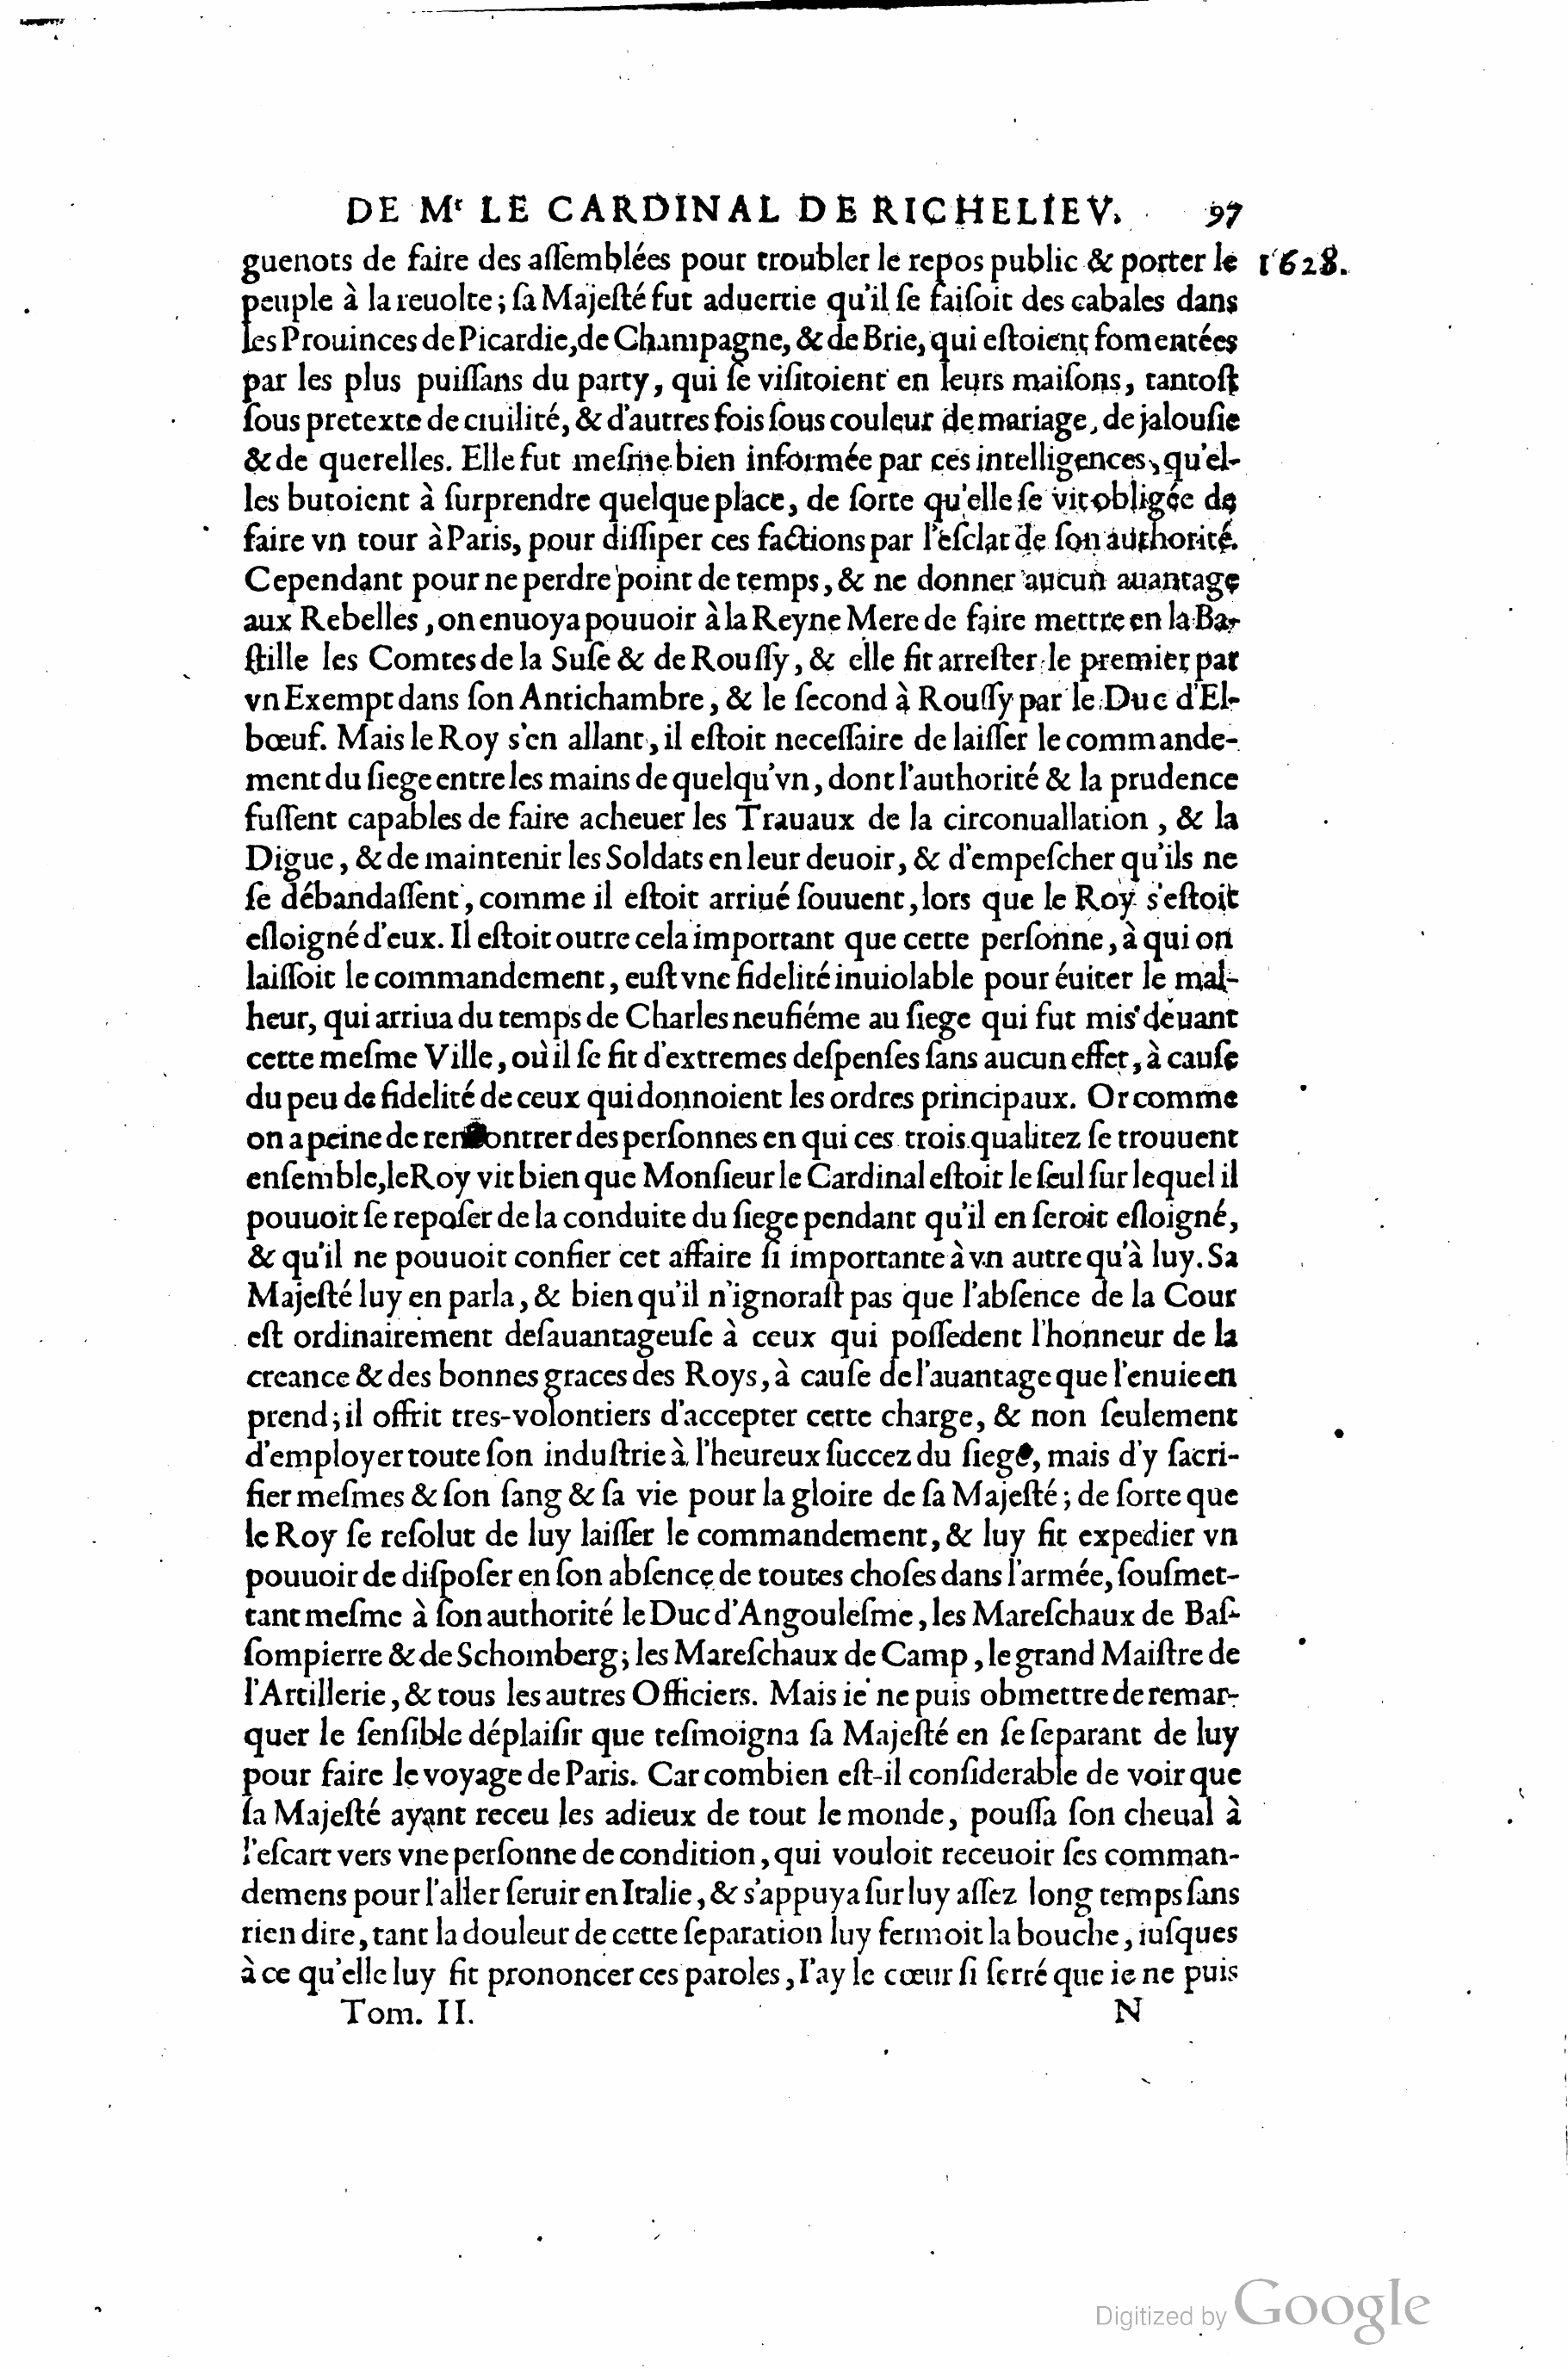 DE Mʳ LE CARDINAL DE RICHELIEV. 97
guenots de faire des aſſemblées pour troubler le repos public & porter le 1628.
peuple à la reuolte ; ſa Majeſté fut aduertie qu'il ſe faiſoit des cabales dans
les Prouinces de Picardie, de Champagne, & de Brie, qui eſtoient fomentées
par les plus puiſſans du party, qui ſe viſitoient en leurs maiſons, tantoſt
ſous pretexte de ciuilité, & d'autres fois ſous couleur de mariage, de jalouſie
& de querelles. Elle fut meſme bien informée par ces intelligences, qu'el-
les butoient à ſurprendre quelque place, de ſorte qu'elle ſe vit obligée de
faire vn tour à Paris, pour diſſiper ces factions par l'eſclat de ſon authorité.
Cependant pour ne perdre point de temps, & ne donner aucun auantage
aux Rebelles, on enuoya pouuoir à la Reyne Mere de faire mettre en la Ba-
ſtille les Comtes de la Suſe & de Rouſſy, & elle fit arreſter le premier par
vn Exempt dans ſon Antichambre, & le ſecond à Rouſſy par le Duc d'El-
bœuf. Mais le Roy s'en allant, il eſtoit neceſſaire de laiſſer le commande-
ment du ſiege entre les mains de quelqu'vn, dont l'authorité & la prudence
fuſſent capables de faire acheuer les Trauaux de la circonuallation, & la
Digue, & de maintenir les Soldats en leur deuoir, & d'empeſcher qu'ils ne
ſe débandaſſent, comme il eſtoit arriué ſouuent, lors que le Roy s'eſtoit
eſloigné d'eux. Il eſtoit outre cela important que cette perſonne, à qui on
laiſſoit le commandement, euſt vne fidelité inuiolable pour éuiter le mal-
heur, qui arriua du temps de Charles neufiéme au ſiege qui fut mis deuant
cette meſme Ville, où il ſe fit d'extremes deſpenſes ſans aucun effet, à cauſe
du peu de fidelité de ceux qui donnoient les ordres principaux. Or comme
on a peine de rencontrer des perſonnes en qui ces trois qualitez ſe trouuent
enſemble, le Roy vit bien que Monſieur le Cardinal eſtoit le ſeul ſur lequel il
pouuoit ſe repoſer de la conduite du ſiege pendant qu'il en ſeroit eſloigné,
& qu'il ne pouuoit confier cet affaire ſi importante à vn autre qu'à luy. Sa
Majeſté luy en parla, & bien qu'il n'ignoraſt pas que l'abſence de la Cour
eſt ordinairement deſauantageuſe à ceux qui poſſedent l'honneur de la
creance & des bonnes graces des Roys, à cauſe de l'auantage que l'enuie en
prend ; il offrit tres-volontiers d'accepter cette charge, & non ſeulement
d'employer toute ſon induſtrie à l'heureux ſuccez du ſiege, mais d'y ſacri-
fier meſmes & ſon ſang & ſa vie pour la gloire de ſa Majeſté ; de ſorte que
le Roy ſe reſolut de luy laiſſer le commandement, & luy fit expedier vn
pouuoir de diſpoſer en ſon abſence de toutes choſes dans l'armée, ſouſmet-
tant meſme à ſon authorité le Duc d'Angouleſme, les Mareſchaux de Baſ-
ſompierre & de Schomberg ; les Mareſchaux de Camp, le grand Maiſtre de
l'Artillerie, & tous les autres Officiers. Mais ie ne puis obmettre de remar-
quer le ſenſible déplaiſir que teſmoigna ſa Majeſté en ſe ſeparant de luy
pour faire le voyage de Paris. Car combien eſt-il conſiderable de voir que
ſa Majeſté ayant receu les adieux de tout le monde, pouſſa ſon cheual à
l'eſcart vers vne perſonne de condition, qui vouloit receuoir ſes comman-
demens pour l'aller ſeruir en Italie, & s'appuya ſur luy aſſez long temps ſans
rien dire, tant la douleur de cette ſeparation luy fermoit la bouche, iuſques
à ce qu'elle luy fit prononcer ces paroles, I'ay le cœur ſi ſerré que ie ne puis
Tom. II. N
Digitized by Google